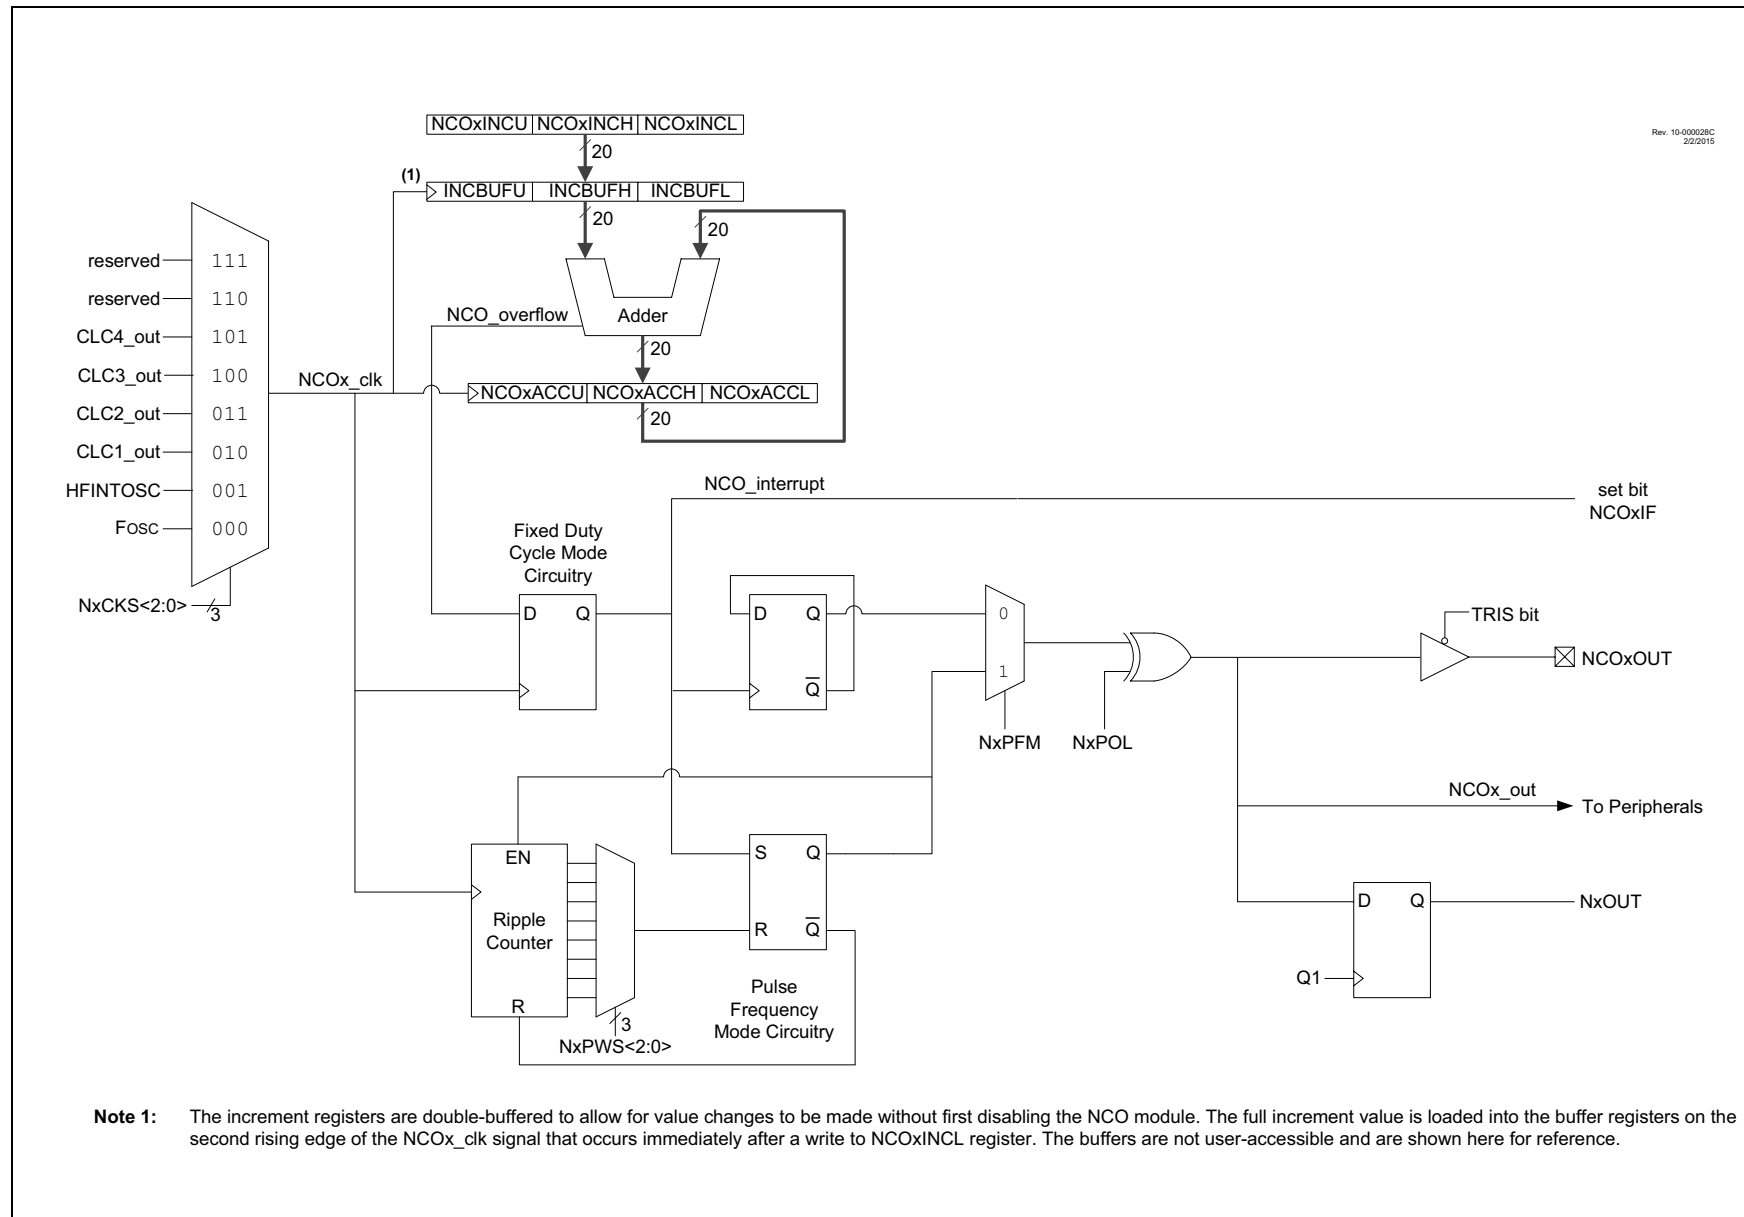 NCOxINCU NCOxINCH NCOxINCL
Rev. 10-000028C
2/2/2015
20
(1)
INCBUFU INCBUFH INCBUFL
20
20
reserved 111
reserved 110
CLC4_out 101
CLC3_out 100
CLC2_out 011
CLC1_out 010
HFINTOSC 001
FOSC 000
NxCKS<2:0>
3
NCOx_clk
NCO_overflow
Adder
20
NCOxACCU NCOxACCH NCOxACCL
20
NCO_interrupt
set bit
NCOxIF
Fixed Duty
Cycle Mode
Circuitry
D Q
D Q
Q
0
1
NxPFM
NxPOL
TRIS bit
NCOxOUT
NCOx_out
To Peripherals
EN
Ripple
Counter
R
3
NxPWS<2:0>
S Q
R Q
Pulse
Frequency
Mode Circuitry
D Q
NxOUT
Q1
Note 1: The increment registers are double-buffered to allow for value changes to be made without first disabling the NCO module. The full increment value is loaded into the buffer registers on the
second rising edge of the NCOx_clk signal that occurs immediately after a write to NCOxINCL register. The buffers are not user-accessible and are shown here for reference.